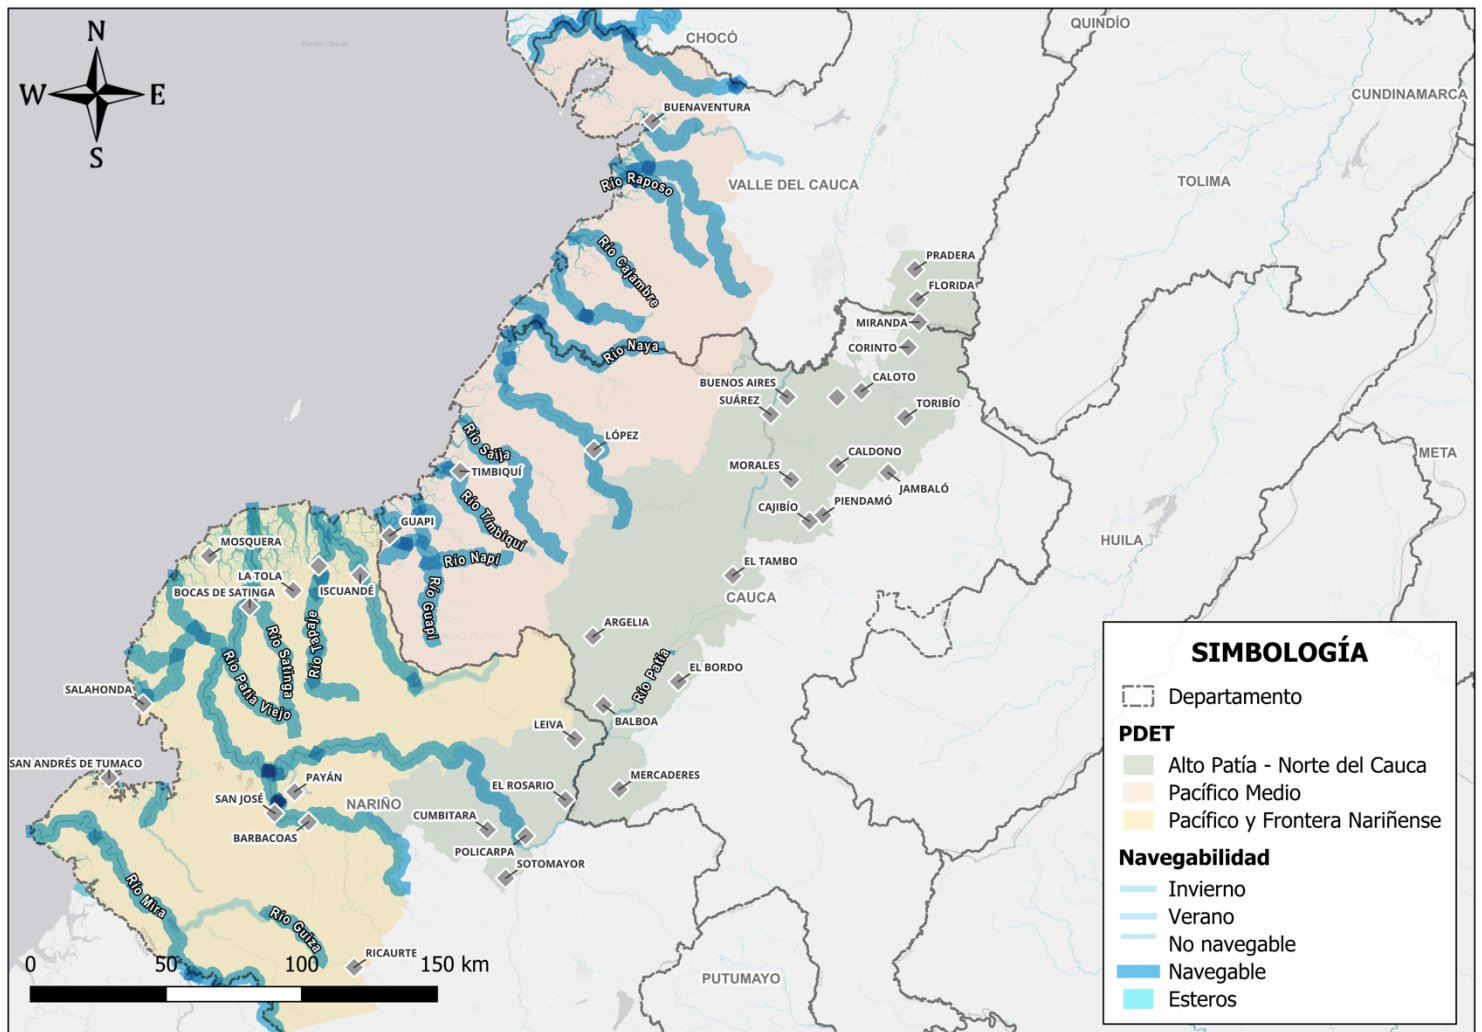 N
W
E
S
Pacific Ocean
CHOCÓ
QUINDÍO
CUNDINAMARCA
BUENAVENTURA
VALLE DEL CAUCA
TOLIMA
Río Raposo
PRADERA
Río Cajambre
FLORIDA
MIRANDA
CORINTO
Río Naya
BUENOS AIRES
CALOTO
SUÁREZ
TORIBÍO
Río Saija
LÓPEZ
META
TIMBIQUÍ
MORALES
CALDONO
JAMBALÓ
Río Timbiquí
CAJIBÍO
PIENDAMÓ
GUAPI
MOSQUERA
Río Napi
HUILA
LA TOLA
EL TAMBO
BOCAS DE SATINGA
ISCUANDÉ
CAUCA
Río Guapi
Río Tapaje
Río Satinga
ARGELIA
Río Patía
EL BORDO
SALAHONDA
Río Patía Viejo
BALBOA
LEIVA
SAN ANDRÉS DE TUMACO
PAYÁN
EL ROSARIO
MERCADERES
SAN JOSÉ
NARIÑO
CUMBITARA
BARBACOAS
POLICARPA
SOTOMAYOR
Río Mira
Río Guiza
RICAURTE
PUTUMAYO
0 50 100 150 km
SIMBOLOGÍA
Departamento
PDET
Alto Patía - Norte del Cauca
Pacífico Medio
Pacífico y Frontera Nariñense
Navegabilidad
Invierno
Verano
No navegable
Navegable
Esteros